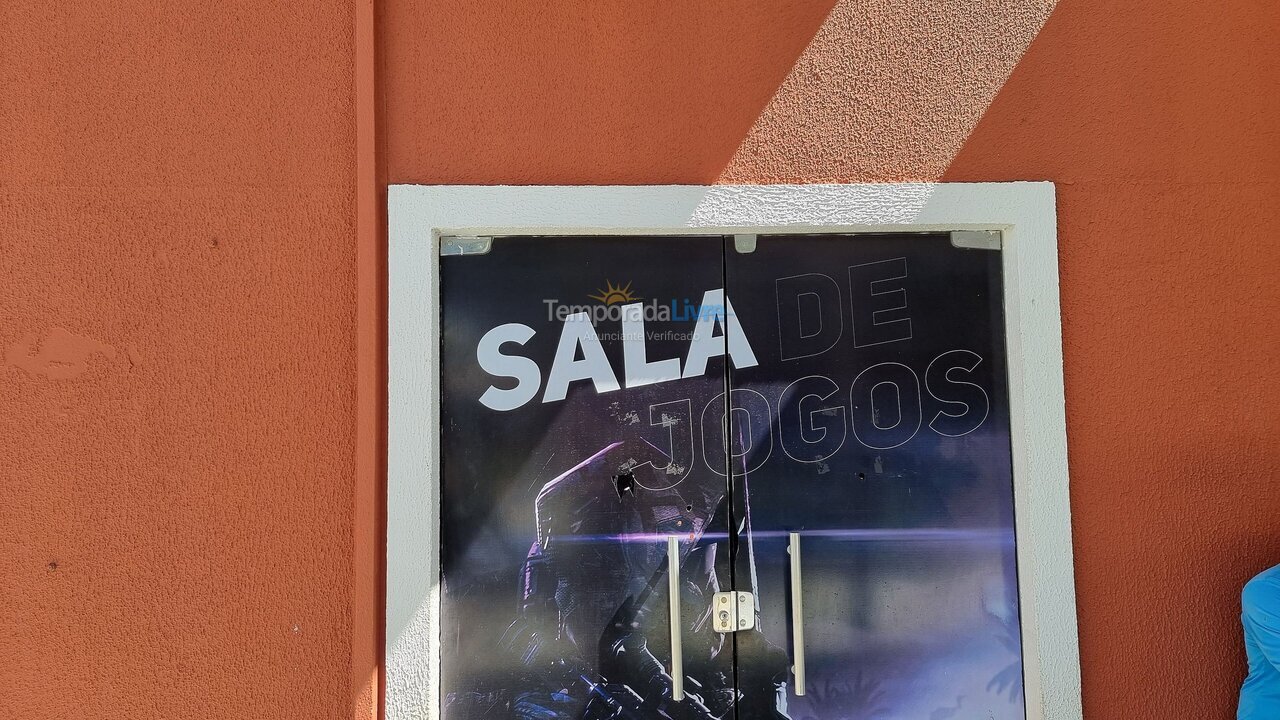 TemporadaLivre
Anunciante Verificado
SALA DE
JOGOS